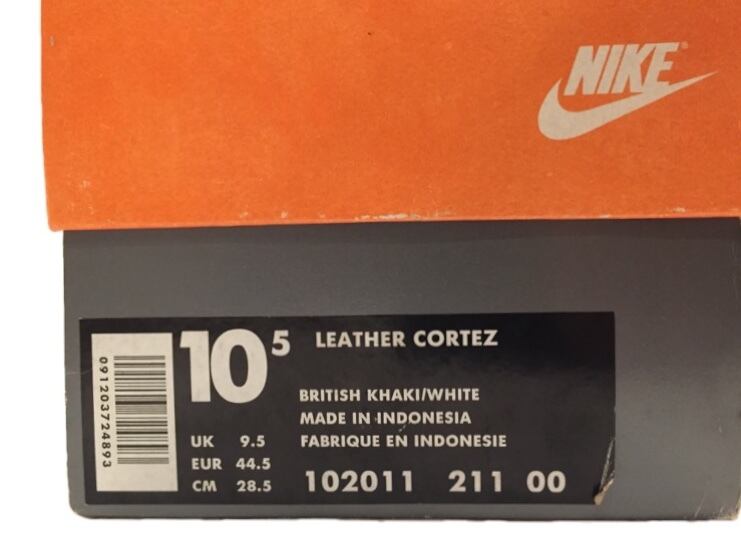 NIKE
10 5 LEATHER CORTEZ
BRITISH KHAKI/WHITE
MADE IN INDONESIA
FABRIQUE EN INDONESIE
UK 9.5
EUR 44.5
CM 28.5
102011 211 00
091203724893